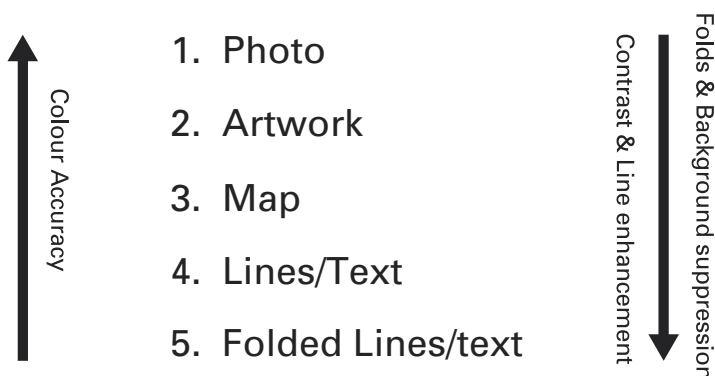 Colour Accuracy
1. Photo
2. Artwork
3. Map
4. Lines/Text
5. Folded Lines/text
Contrast & Line enhancement
Folds & Background suppression